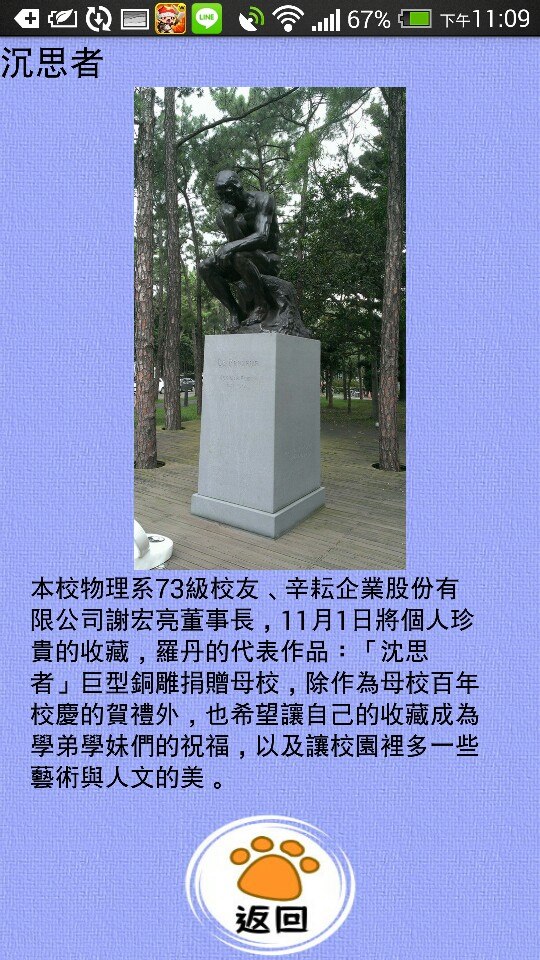 67% 下午11:09
LINE
沉思者
本校物理系73級校友、辛耘企業股份有
限公司謝宏亮董事長，11月1日將個人珍
貴的收藏，羅丹的代表作品：「沈思
者」巨型銅雕捐贈母校，除作為母校百年
校慶的賀禮外，也希望讓自己的收藏成為
學弟學妹們的祝福，以及讓校園裡多一些
藝術與人文的美。
返回